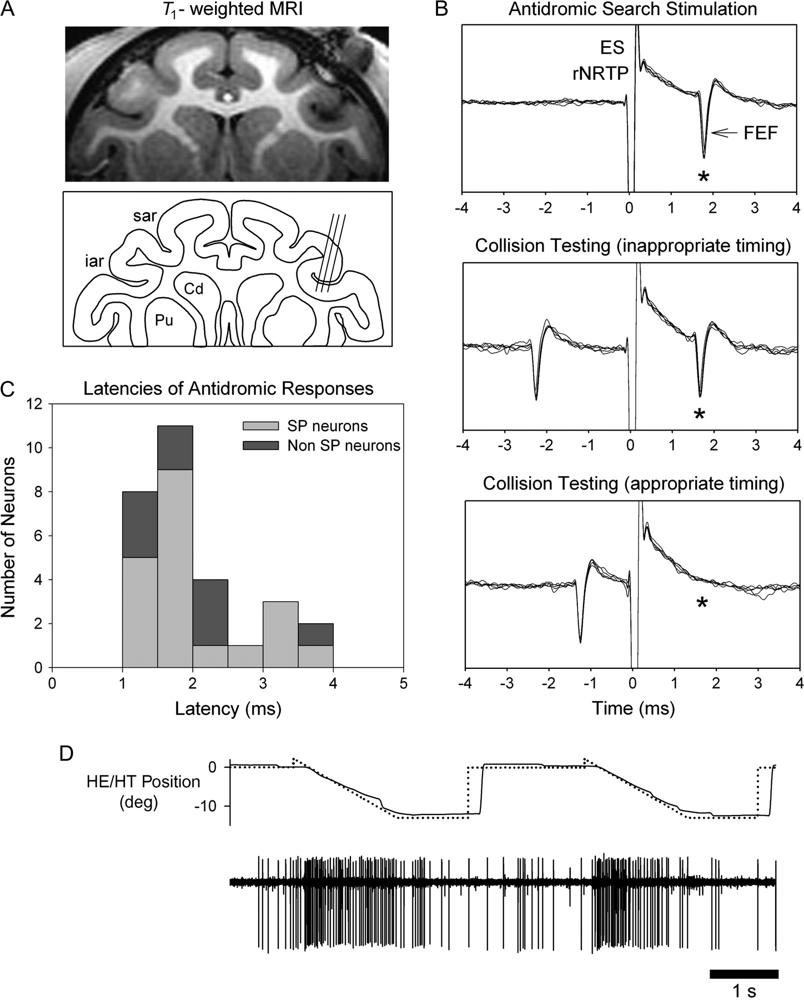 A
T1- weighted MRI
sar
iar
Cd
Pu
B
Antidromic Search Stimulation
ES
rNRTP
FEF
*
-4 -3 -2 -1 0 1 2 3 4
Collision Testing (inappropriate timing)
*
-4 -3 -2 -1 0 1 2 3 4
Collision Testing (appropriate timing)
*
-4 -3 -2 -1 0 1 2 3 4
Time (ms)
C
Latencies of Antidromic Responses
Number of Neurons
12
10
8
6
4
2
0
SP neurons
Non SP neurons
0 1 2 3 4 5
Latency (ms)
D
HE/HT Position
(deg)
0
-10
1 s